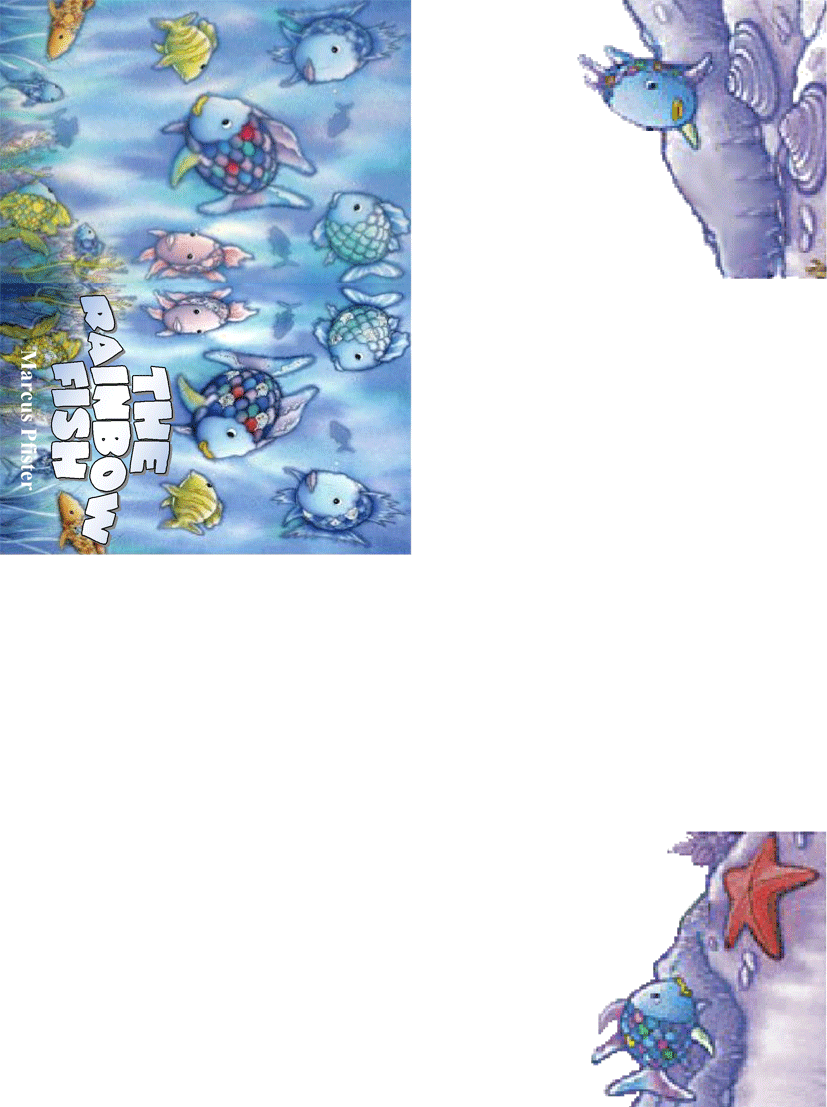 THE
RAINBOW
FISH
Marcus Pfister